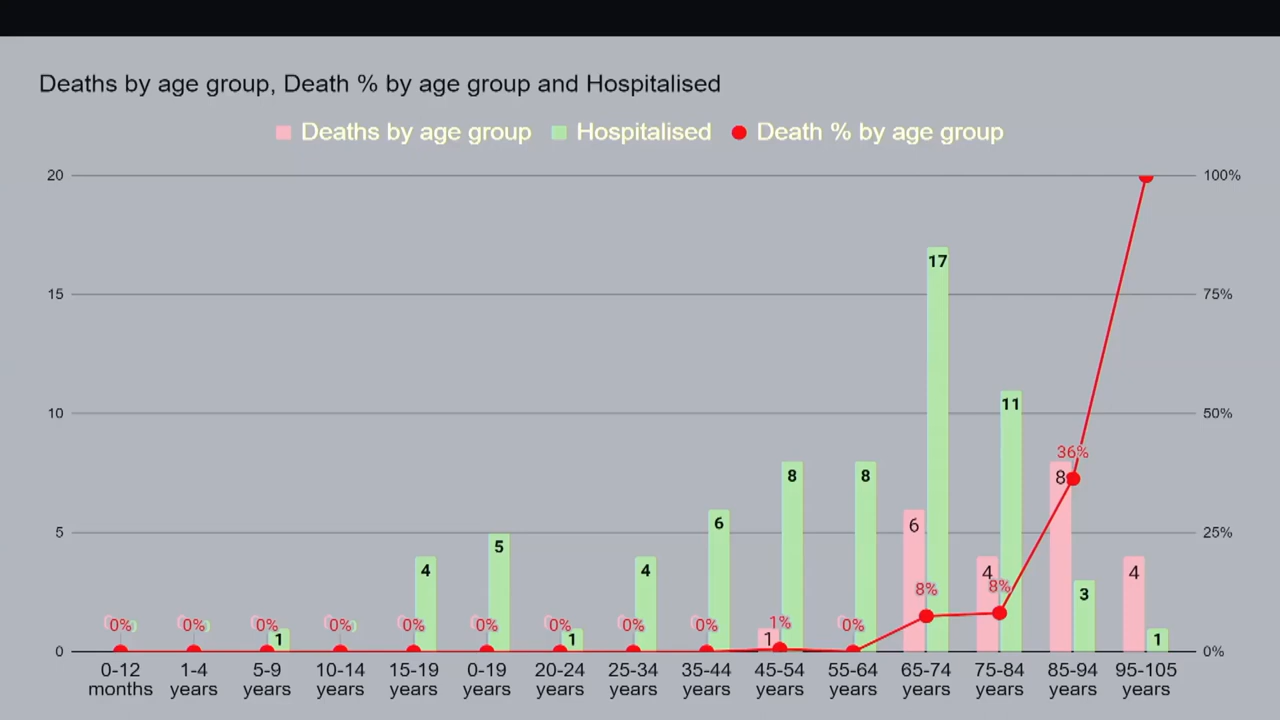 Deaths by age group, Death % by age group and Hospitalised
Deaths by age group Hospitalised Death % by age group
20 100%
17
15 75%
11
10 50%
36%
8 8 8
6 6
5 25%
5
4 4 4 4
3
8% 8%
0% 0% 0% 0% 0% 0% 0% 0% 0% 1% 0%
1 1 1 1
0 0%
0-12 1-4 5-9 10-14 15-19 0-19 20-24 25-34 35-44 45-54 55-64 65-74 75-84 85-94 95-105
months years years years years years years years years years years years years years years